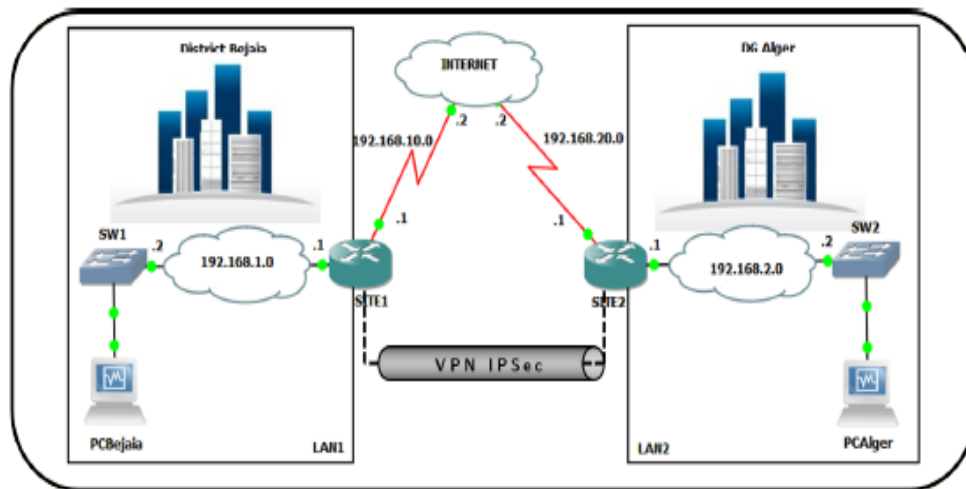 District Bejaia
DG Alger
INTERNET
.2
.2
192.168.10.0
192.168.20.0
.1
.1
SW1
.2
192.168.1.0
.1
SITE1
SITE2
.1
192.168.2.0
.2
SW2
VPN IPSec
PCBejaia
LAN1
LAN2
PCAlger